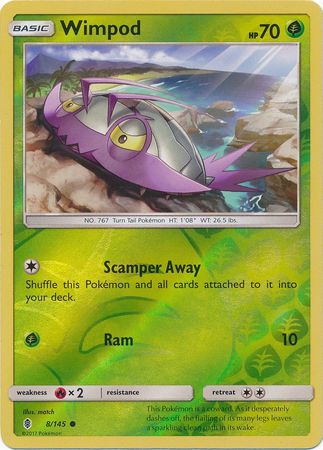 BASIC Wimpod HP 70
NO. 767 Turn Tail Pokémon HT: 1'08" WT: 26.5 lbs.
Scamper Away
Shuffle this Pokémon and all cards attached to it into
your deck.
Ram 10
weakness × 2 resistance retreat
Illus. match
8/145
©2017 Pokémon
This Pokémon is a coward. As it desperately
dashes off, the flailing of its many legs leaves
a sparkling clean path in its wake.